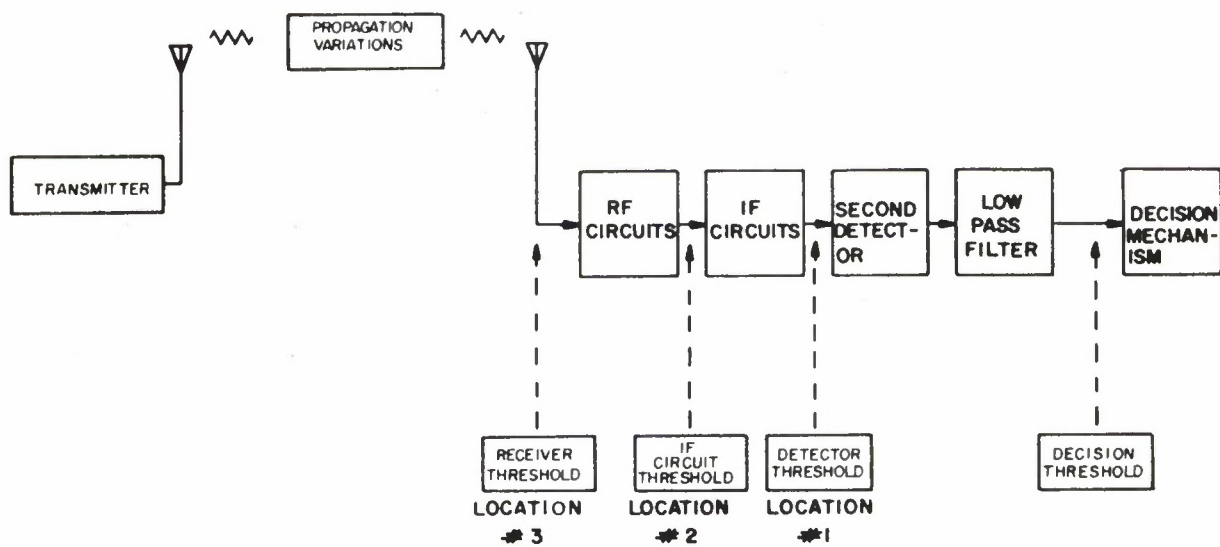 PROPAGATION
VARIATIONS
TRANSMITTER
RF
CIRCUITS
IF
CIRCUITS
SECOND
DETECT-
OR
LOW
PASS
FILTER
DECISION
MECHAN-
ISM
RECEIVER
THRESHOLD
LOCATION
# 3
IF
CIRCUIT
THRESHOLD
LOCATION
# 2
DETECTOR
THRESHOLD
LOCATION
#1
DECISION
THRESHOLD